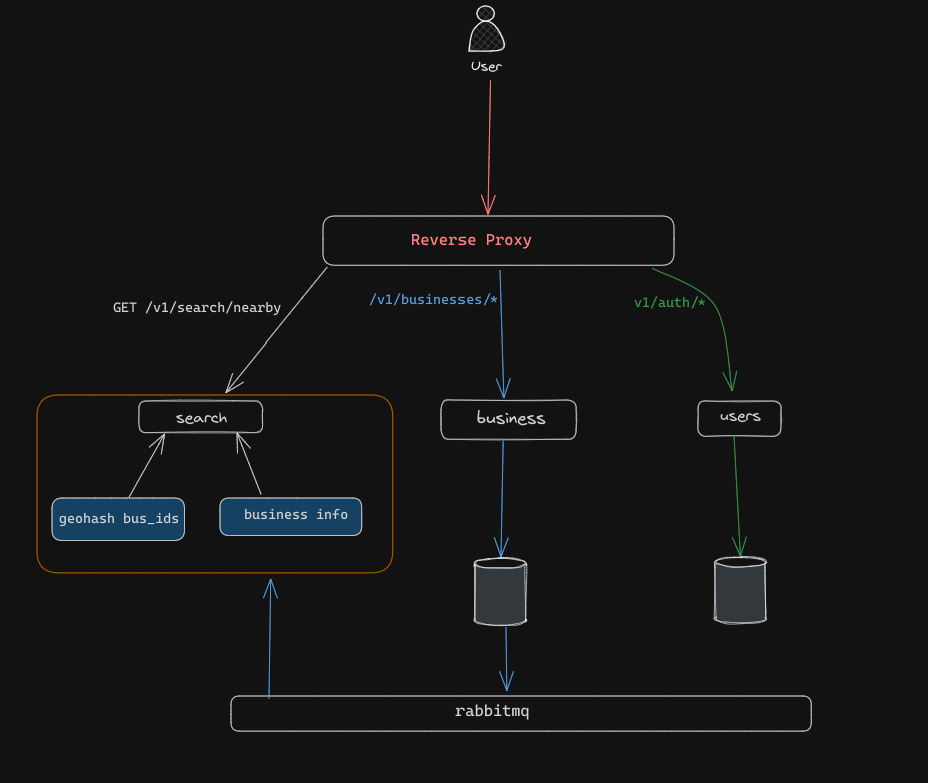 User
Reverse Proxy
/v1/businesses/*
v1/auth/*
GET /v1/search/nearby
search
business
users
geohash bus_ids
business info
rabbitmq